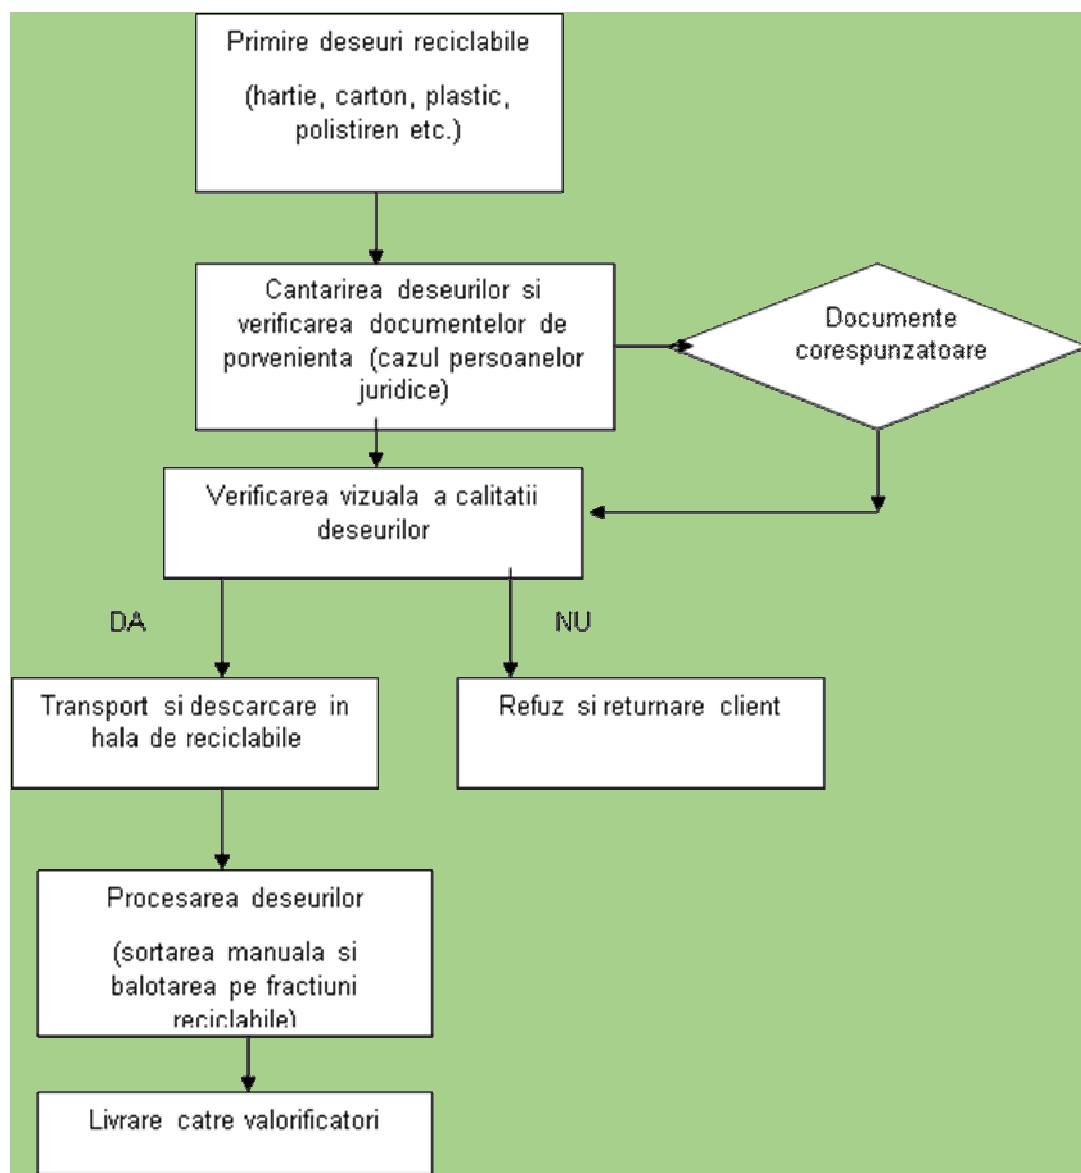 Primire deseuri reciclabile
(hartie, carton, plastic,
polistiren etc.)
Cantarirea deseurilor si
verificarea documentelor de
porvenienta (cazul persoanelor
juridice)
Documente
corespunzatoare
Verificarea vizuala a calitatii
deseurilor
DA
NU
Transport si descarcare in
hala de reciclabile
Refuz si returnare client
Procesarea deseurilor
(sortarea manuala si
balotarea pe fractiuni
reciclabile)
Livrare catre valorificatori